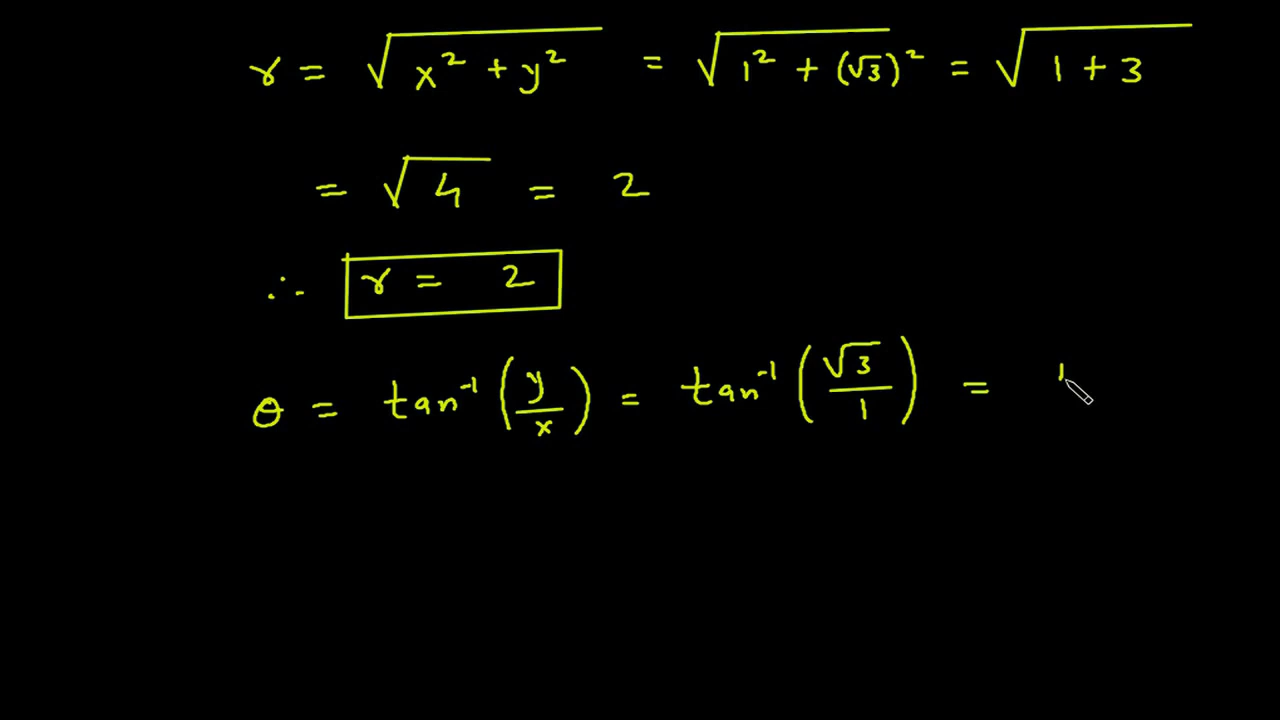 r = √(x² + y²) = √(1² + (√3)²) = √(1 + 3)
= √4 = 2
∴ r = 2
θ = tan⁻¹(y/x) = tan⁻¹(√3/1) =